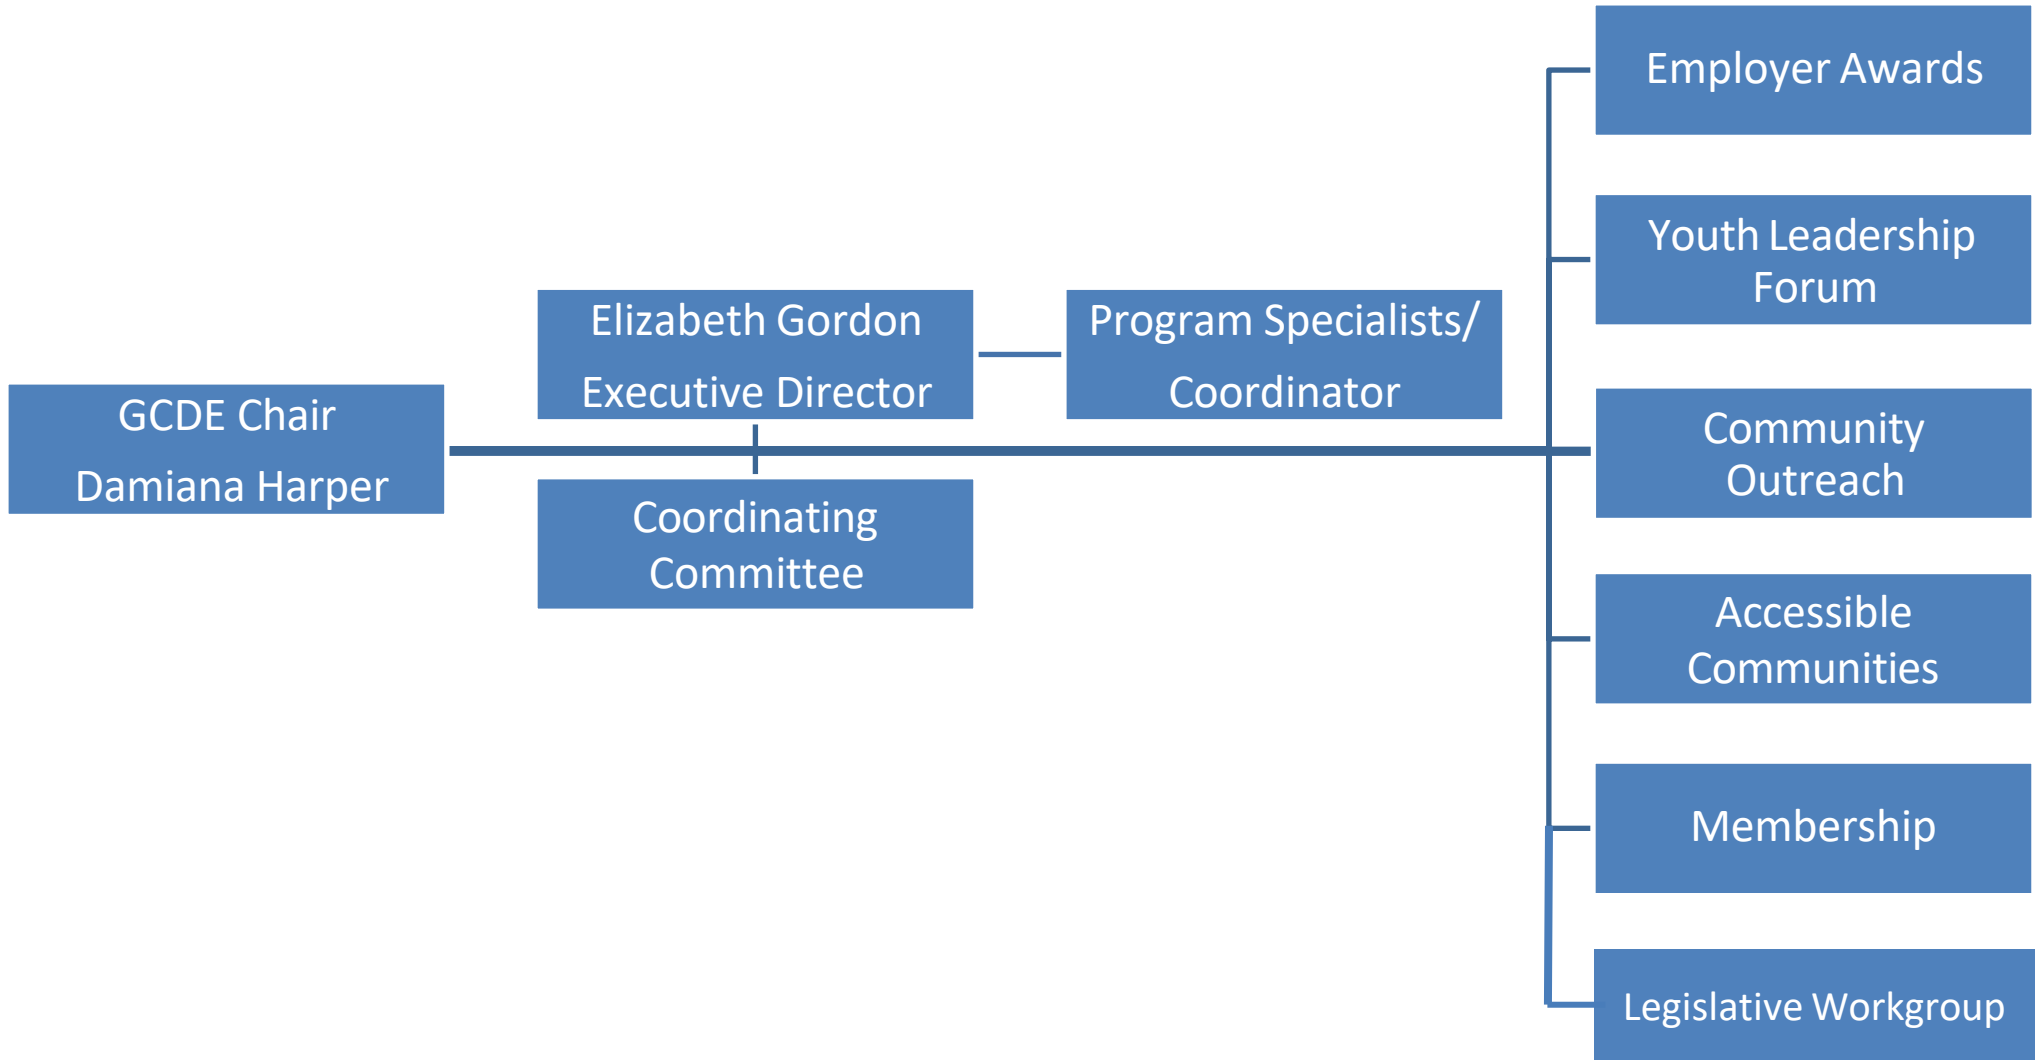 GCDE Chair
Damiana Harper
Elizabeth Gordon
Executive Director
Coordinating
Committee
Program Specialists/
Coordinator
Employer Awards
Youth Leadership
Forum
Community
Outreach
Accessible
Communities
Membership
Legislative Workgroup